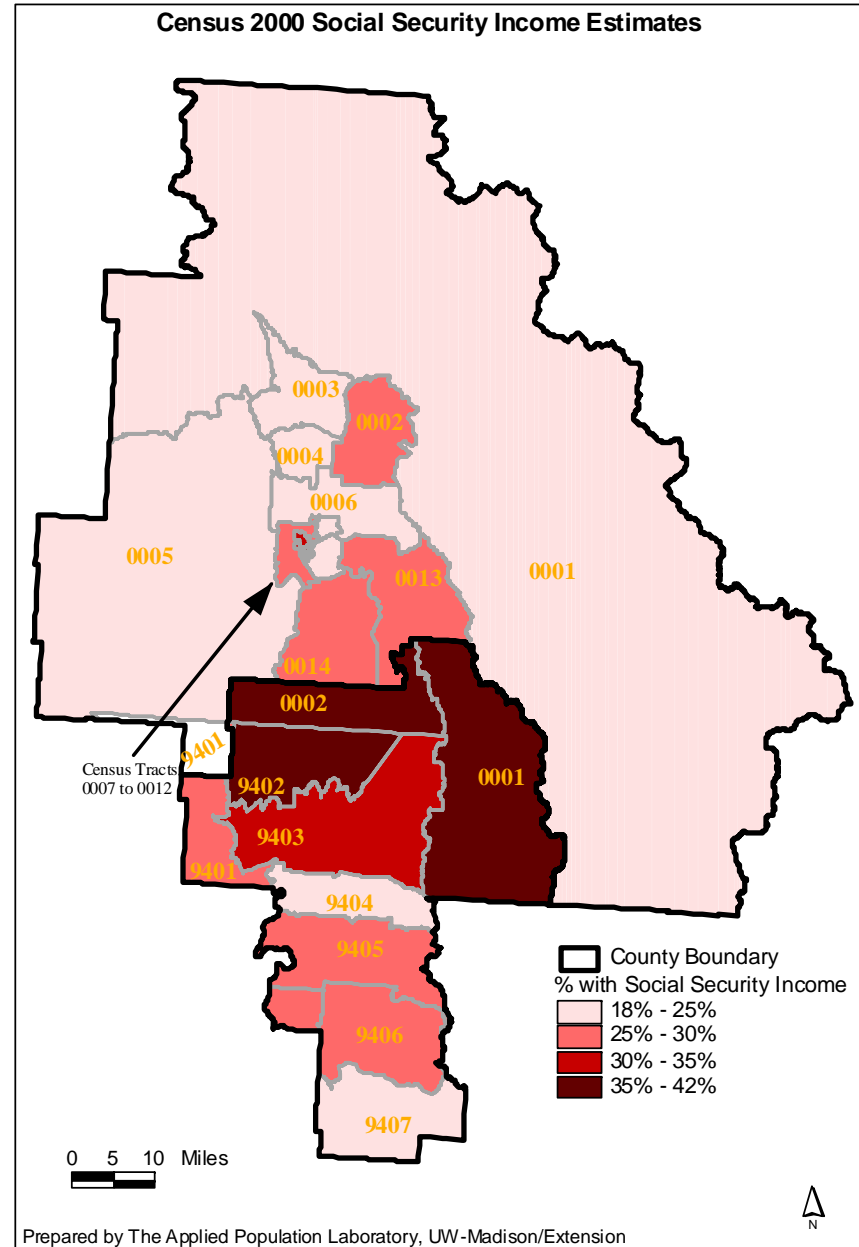 Census 2000 Social Security Income Estimates
0003
0002
0004
0006
0005
0001
0013
0014
0002
9401
Census Tracts
0007 to 0012
9402
0001
9403
9401
9404
9405
9406
9407
County Boundary
% with Social Security Income
18% - 25%
25% - 30%
30% - 35%
35% - 42%
0 5 10 Miles
N
Prepared by The Applied Population Laboratory, UW-Madison/Extension